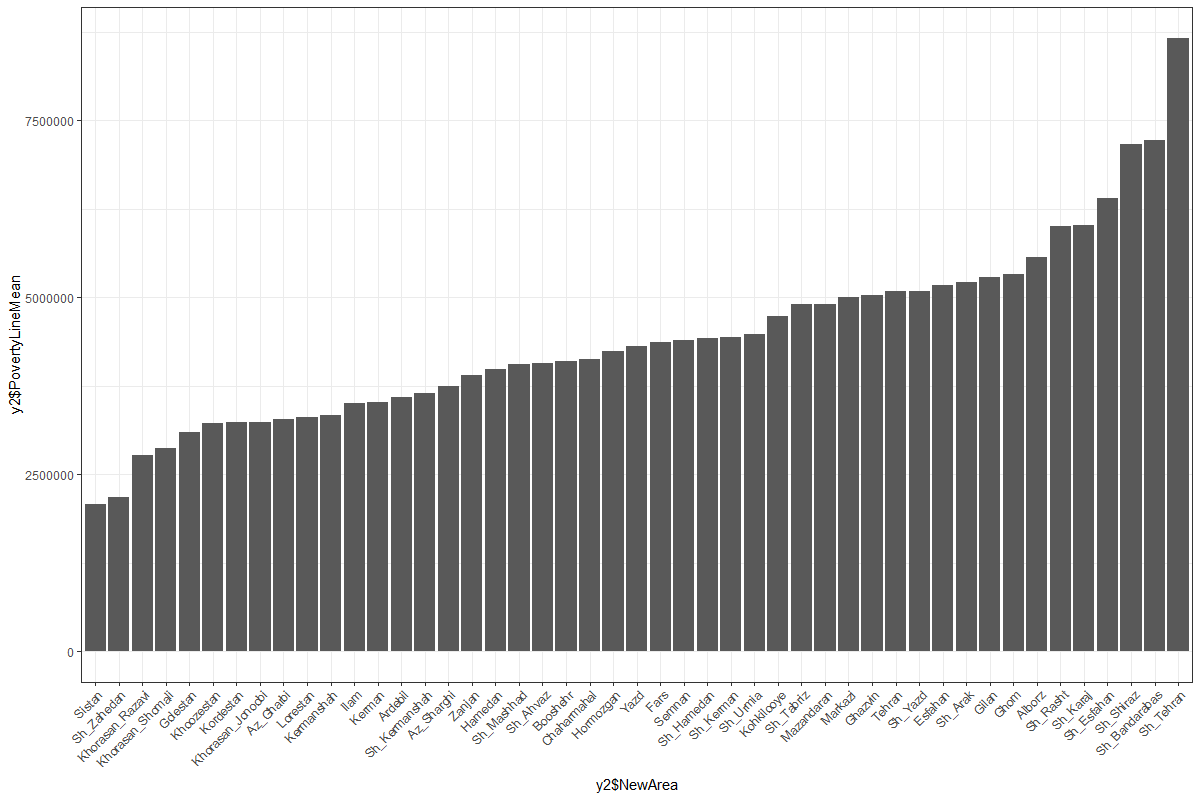 y2$PovertyLineMean
7500000
5000000
2500000
0
Sistan
Sh_Zahedan
Khorasan_Razavi
Khorasan_Shomali
Golestan
Khoozestan
Kordestan
Khorasan_Jonoobi
Az_Gharbi
Lorestan
Kermanshah
Ilam
Kerman
Ardebil
Sh_Kermanshah
Az_Sharghi
Zanjan
Hamedan
Sh_Mashhad
Sh_Ahvaz
Booshehr
Chaharmahal
Hormozgan
Yazd
Fars
Semnan
Sh_Hamedan
Sh_Kerman
Sh_Urmia
Kohkilooye
Sh_Tabriz
Mazandaran
Markazi
Ghazvin
Tehran
Sh_Yazd
Esfahan
Sh_Arak
Gilan
Ghom
Alborz
Sh_Rasht
Sh_Karaj
Sh_Esfahan
Sh_Shiraz
Sh_Bandarabas
Sh_Tehran
y2$NewArea